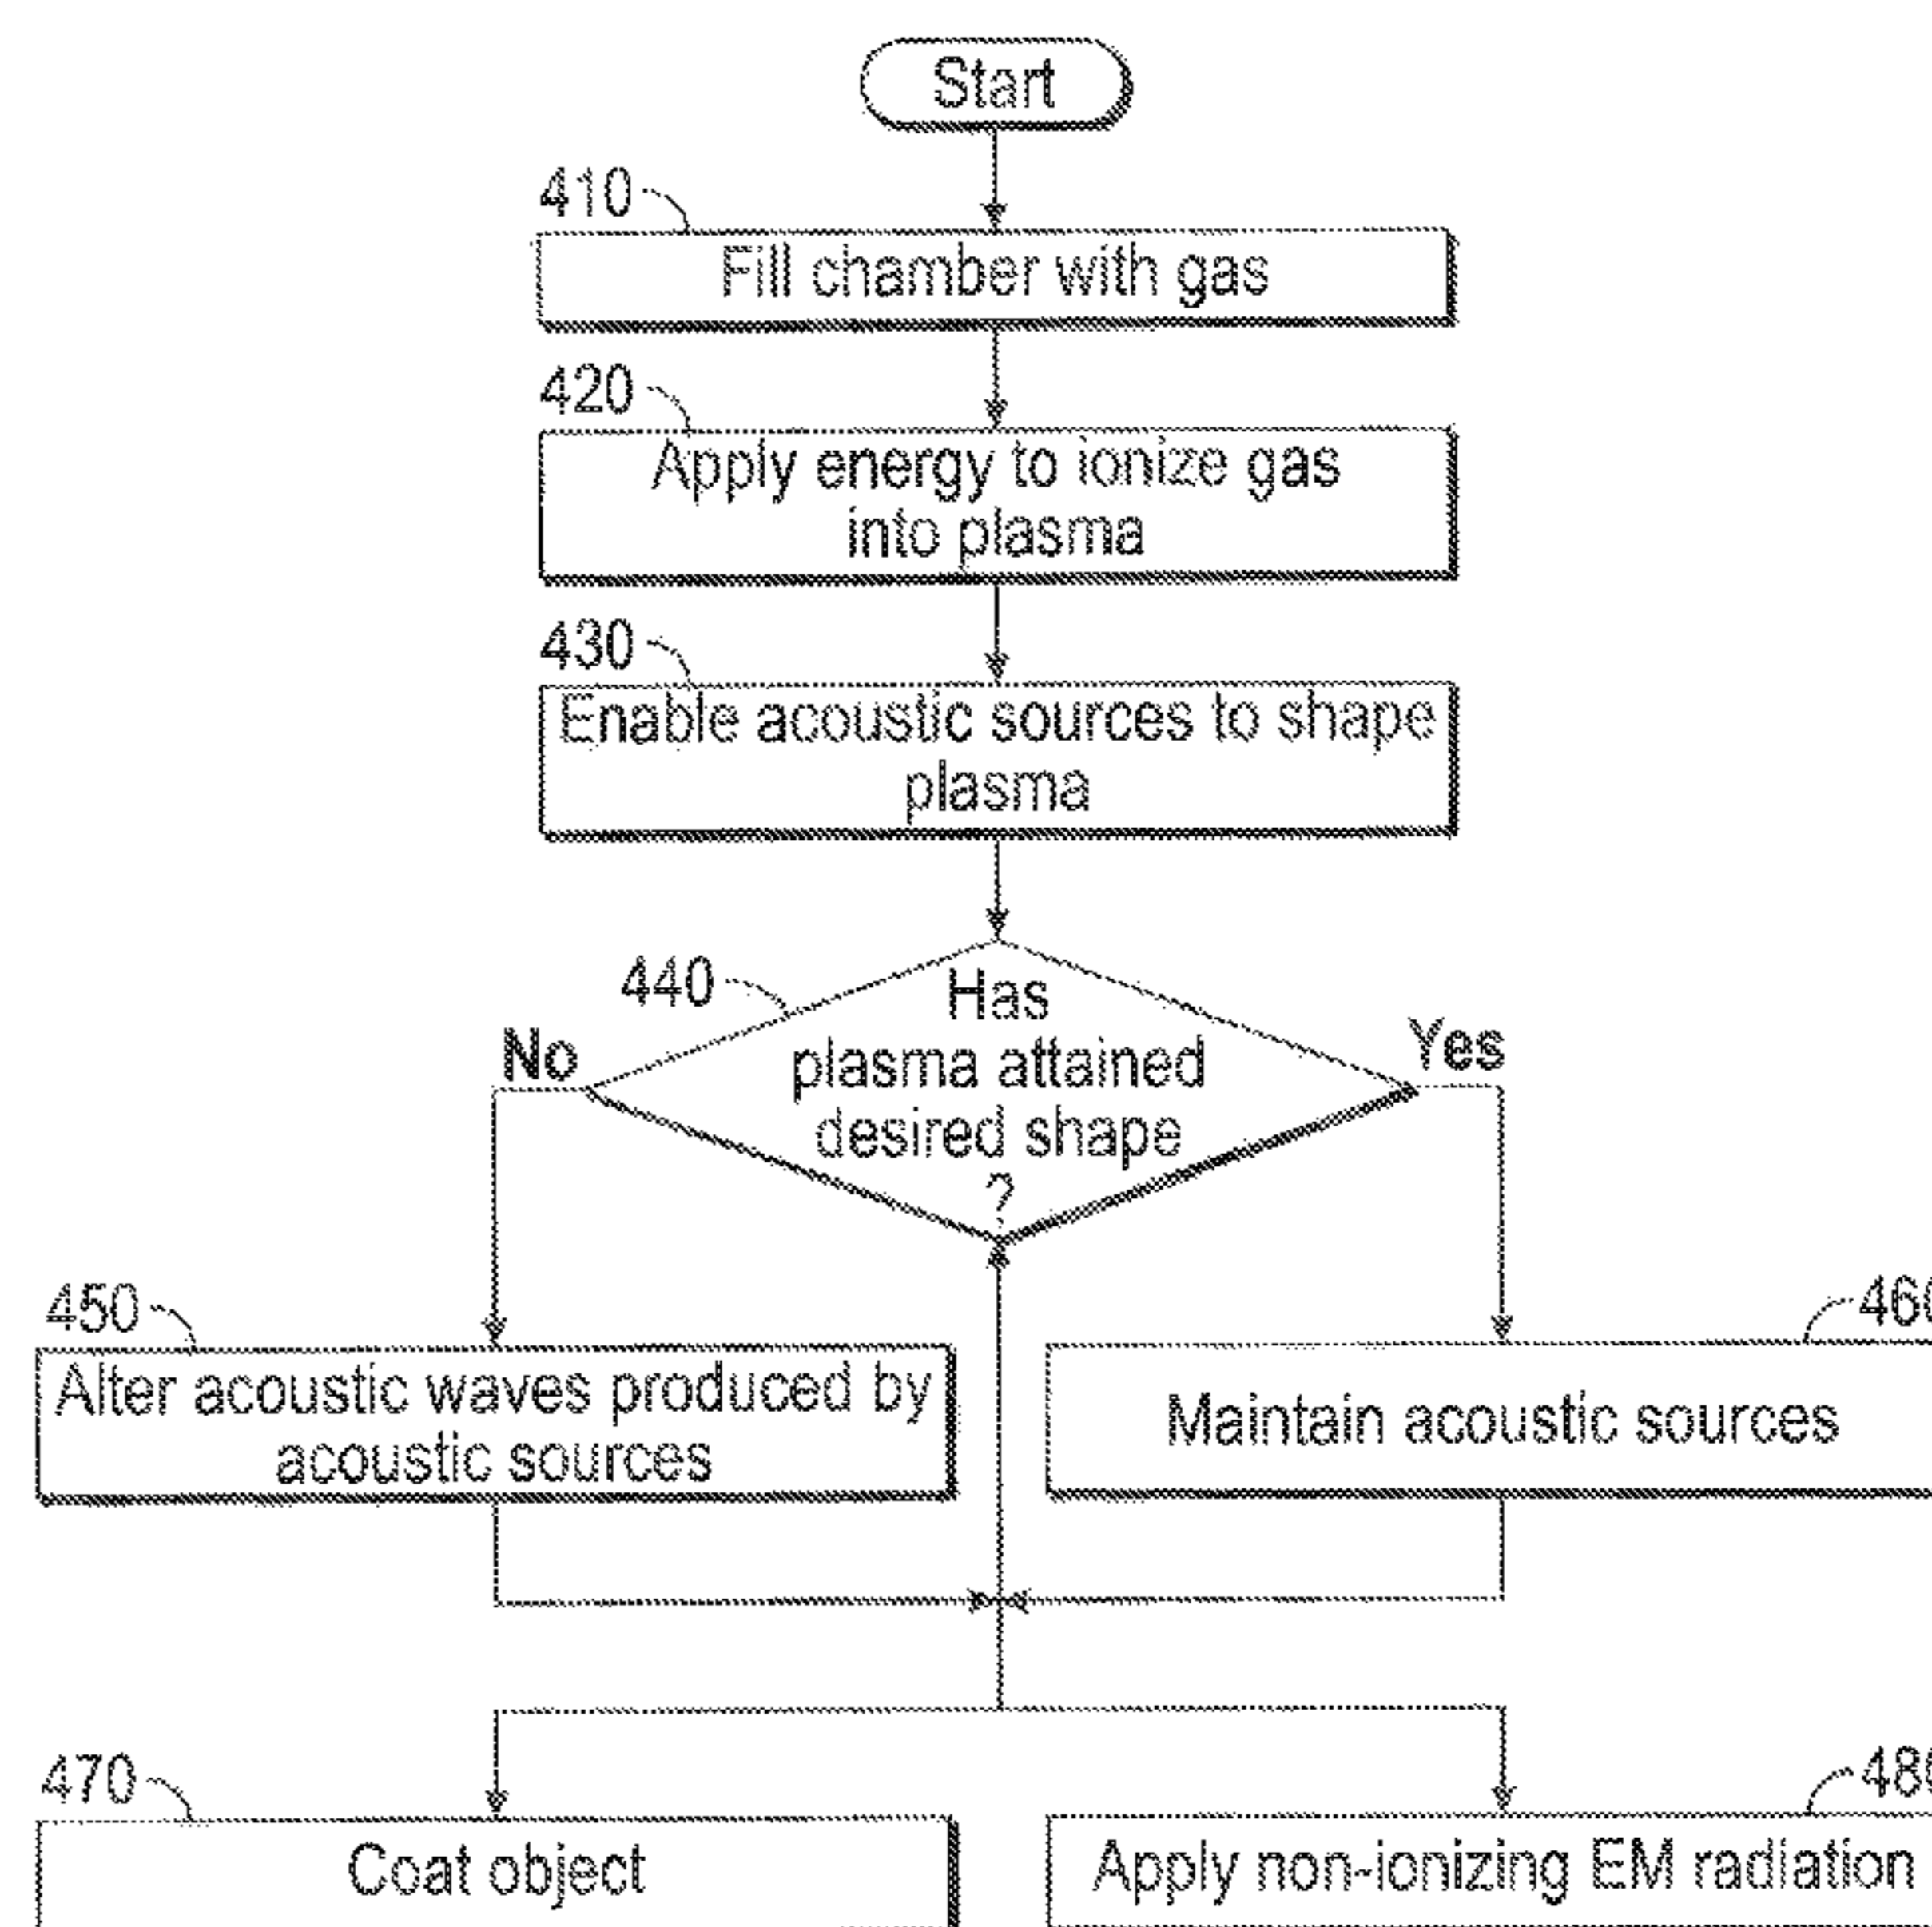 Start
410
Fill chamber with gas
420
Apply energy to ionize gas
into plasma
430
Enable acoustic sources to shape
plasma
440
Has
plasma attained
desired shape
?
No
Yes
450
Alter acoustic waves produced by
acoustic sources
460
Maintain acoustic sources
470
Coat object
480
Apply non-ionizing EM radiation